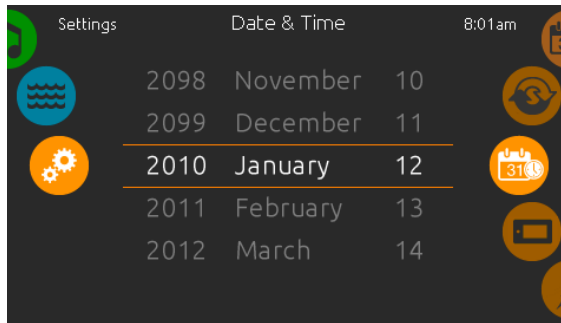 Settings Date & Time 8:01am
2098 November 10
2099 December 11
2010 January 12
31
2011 February 13
2012 March 14